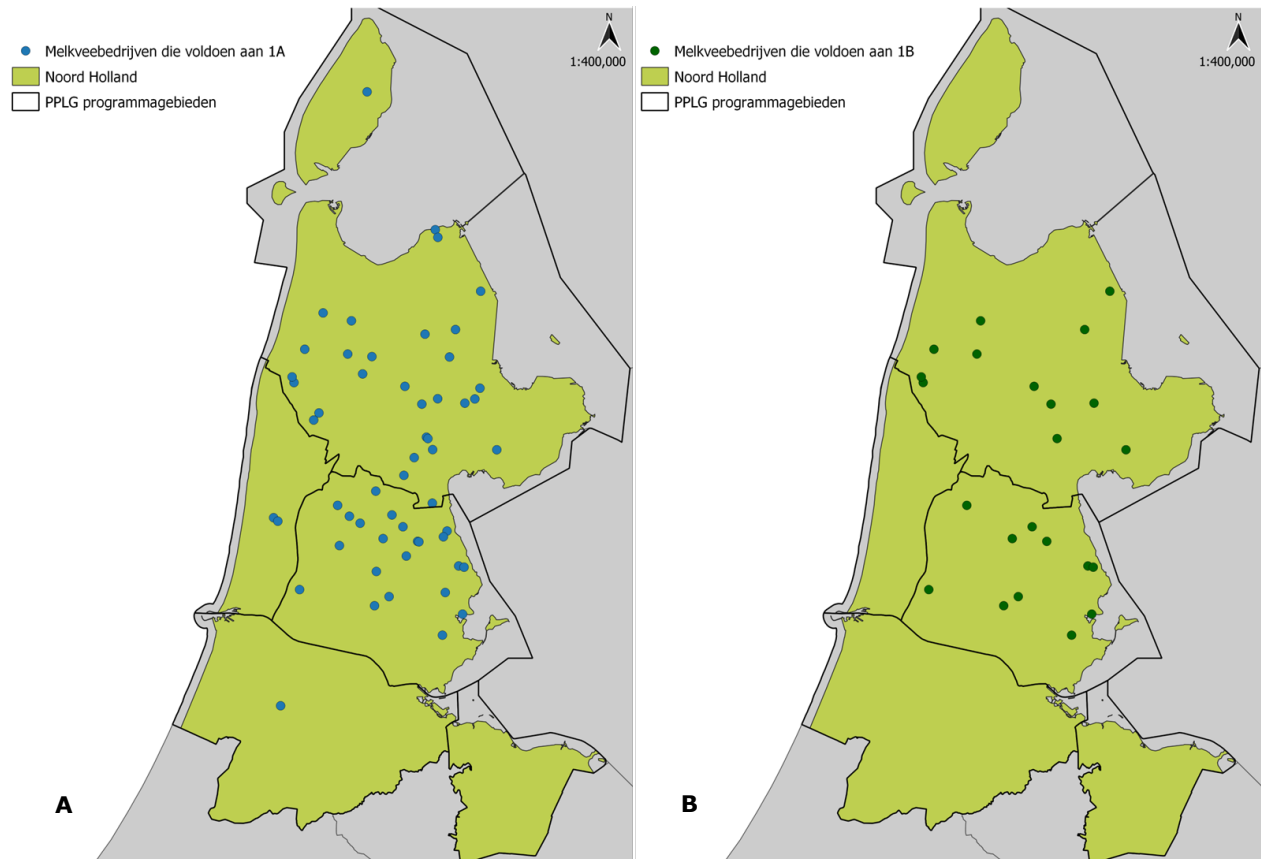 N
1:400,000
Melkveebedrijven die voldoen aan 1A
Noord Holland
PPLG programmagebieden
A
N
1:400,000
Melkveebedrijven die voldoen aan 1B
Noord Holland
PPLG programmagebieden
B